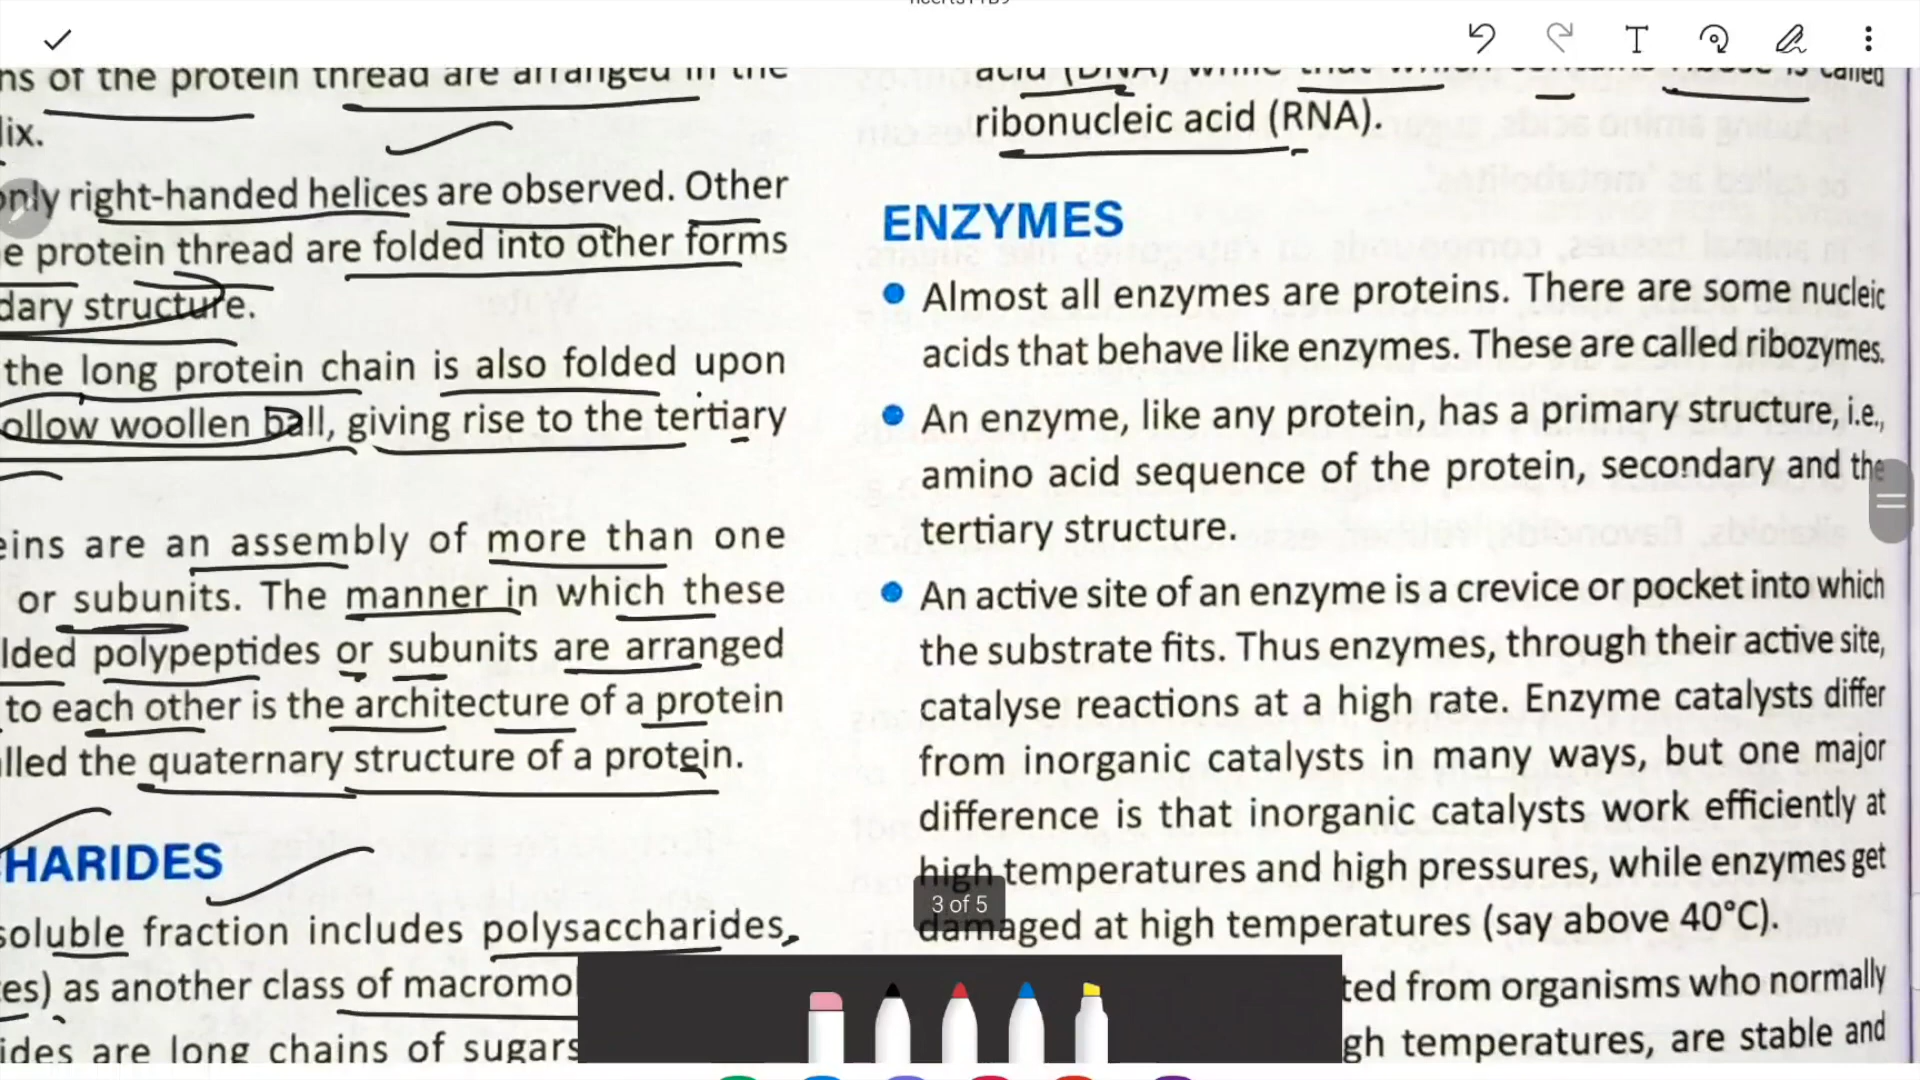 ns of the protein thread are arranged in the
lix.
only right-handed helices are observed. Other
e protein thread are folded into other forms
dary structure.
the long protein chain is also folded upon
ollow woollen ball, giving rise to the tertiary
eins are an assembly of more than one
or subunits. The manner in which these
lded polypeptides or subunits are arranged
to each other is the architecture of a protein
lled the quaternary structure of a protein.
HARIDES
soluble fraction includes polysaccharides,
es) as another class of macromo
ides are long chains of sugars
acid (DNA) while that which contains ribose is called
ribonucleic acid (RNA).
ENZYMES
Almost all enzymes are proteins. There are some nucleic
acids that behave like enzymes. These are called ribozymes.
An enzyme, like any protein, has a primary structure, i.e.,
amino acid sequence of the protein, secondary and the
tertiary structure.
An active site of an enzyme is a crevice or pocket into which
the substrate fits. Thus enzymes, through their active site,
catalyse reactions at a high rate. Enzyme catalysts differ
from inorganic catalysts in many ways, but one major
difference is that inorganic catalysts work efficiently at
high temperatures and high pressures, while enzymes get
damaged at high temperatures (say above 40°C).
ted from organisms who normally
gh temperatures, are stable and
3 of 5
T